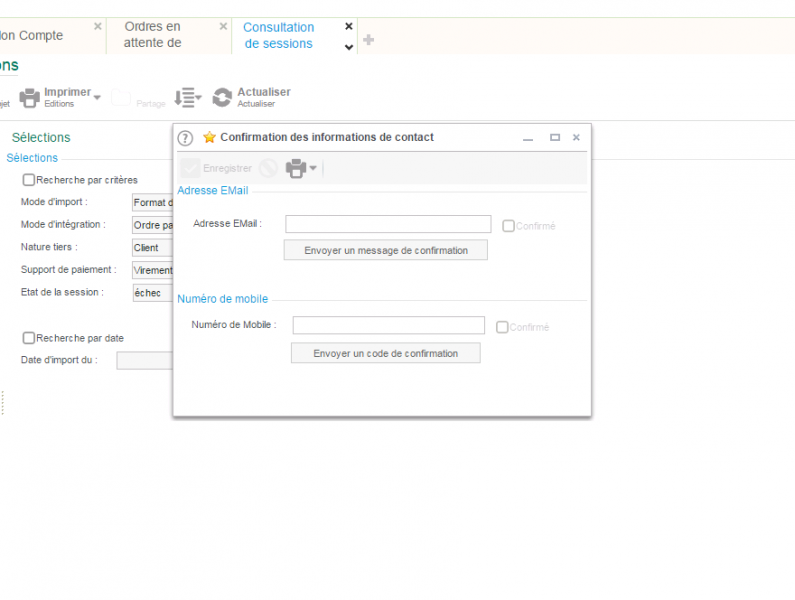 on Compte
Ordres en
attente de
Consultation
de sessions
ns
jet
Imprimer
Editions
Partage
Actualiser
Actualiser
Sélections
Sélections
Recherche par critères
Mode d'import :
Format d
Mode d'intégration :
Ordre pa
Nature tiers :
Client
Support de paiement :
Virement
Etat de la session :
échec
Recherche par date
Date d'import du :
? Confirmation des informations de contact
Enregistrer
Adresse EMail
Adresse EMail :
Confirmé
Envoyer un message de confirmation
Numéro de mobile
Numéro de Mobile :
Confirmé
Envoyer un code de confirmation